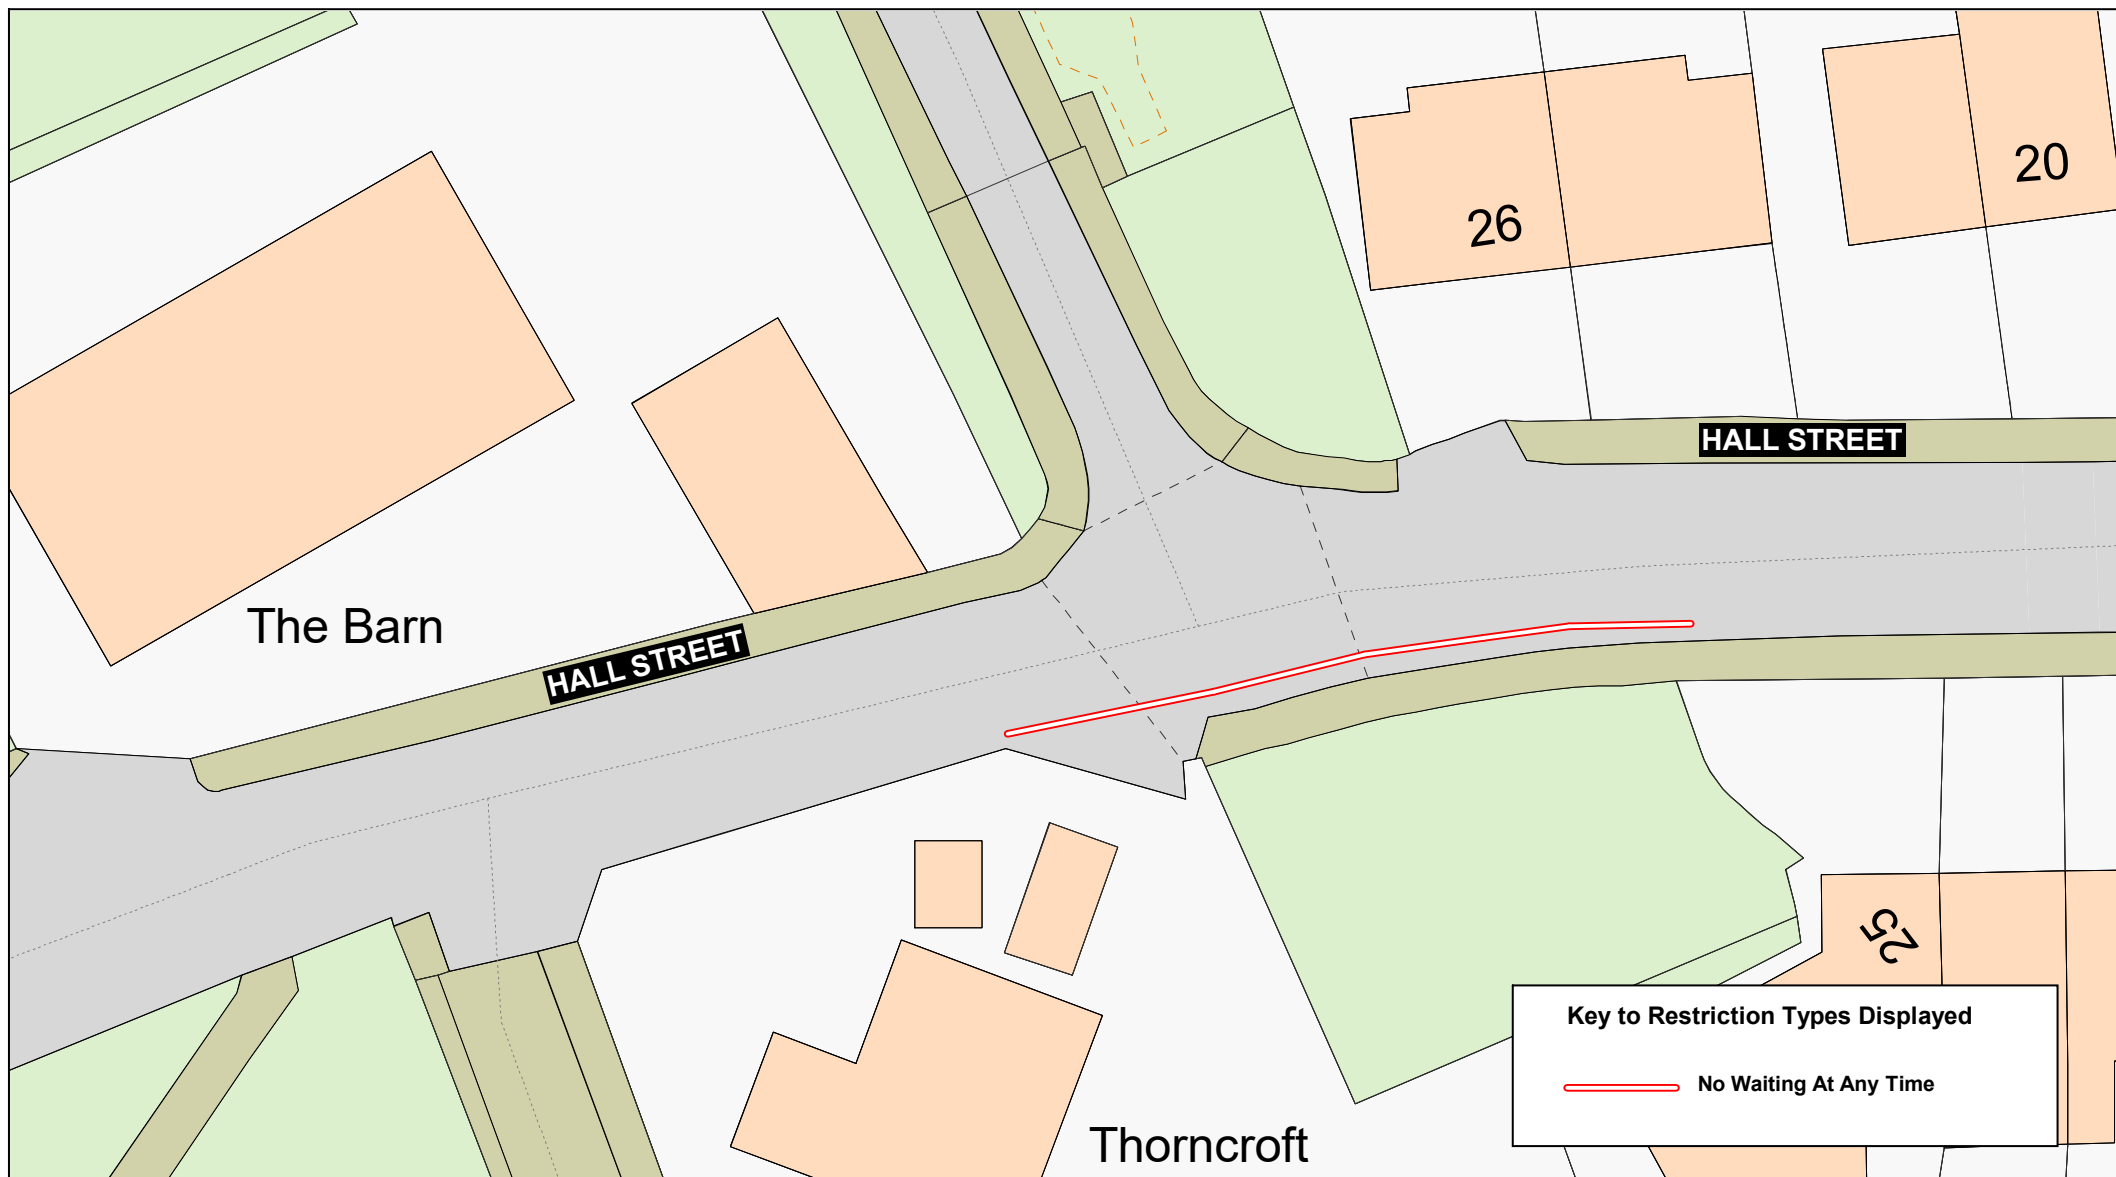 20
26
HALL STREET
The Barn
HALL STREET
25
Key to Restriction Types Displayed
No Waiting At Any Time
Thorncroft